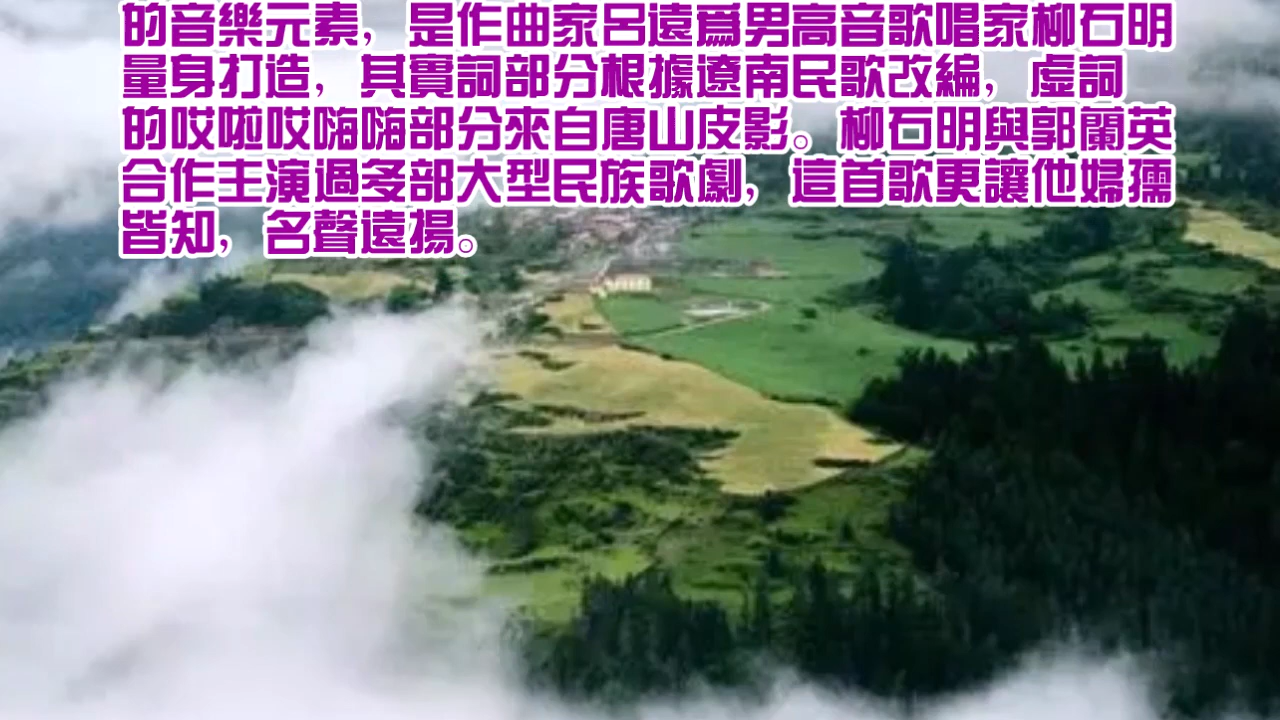 的音樂元素，是作曲家呂遠爲男高音歌唱家柳石明
量身打造，其實詞部分根據遼南民歌改編，虛詞
的哎啦哎嗨嗨部分來自唐山皮影。柳石明與郭蘭英
合作主演過多部大型民族歌劇，這首歌更讓他婦孺
皆知，名聲遠揚。